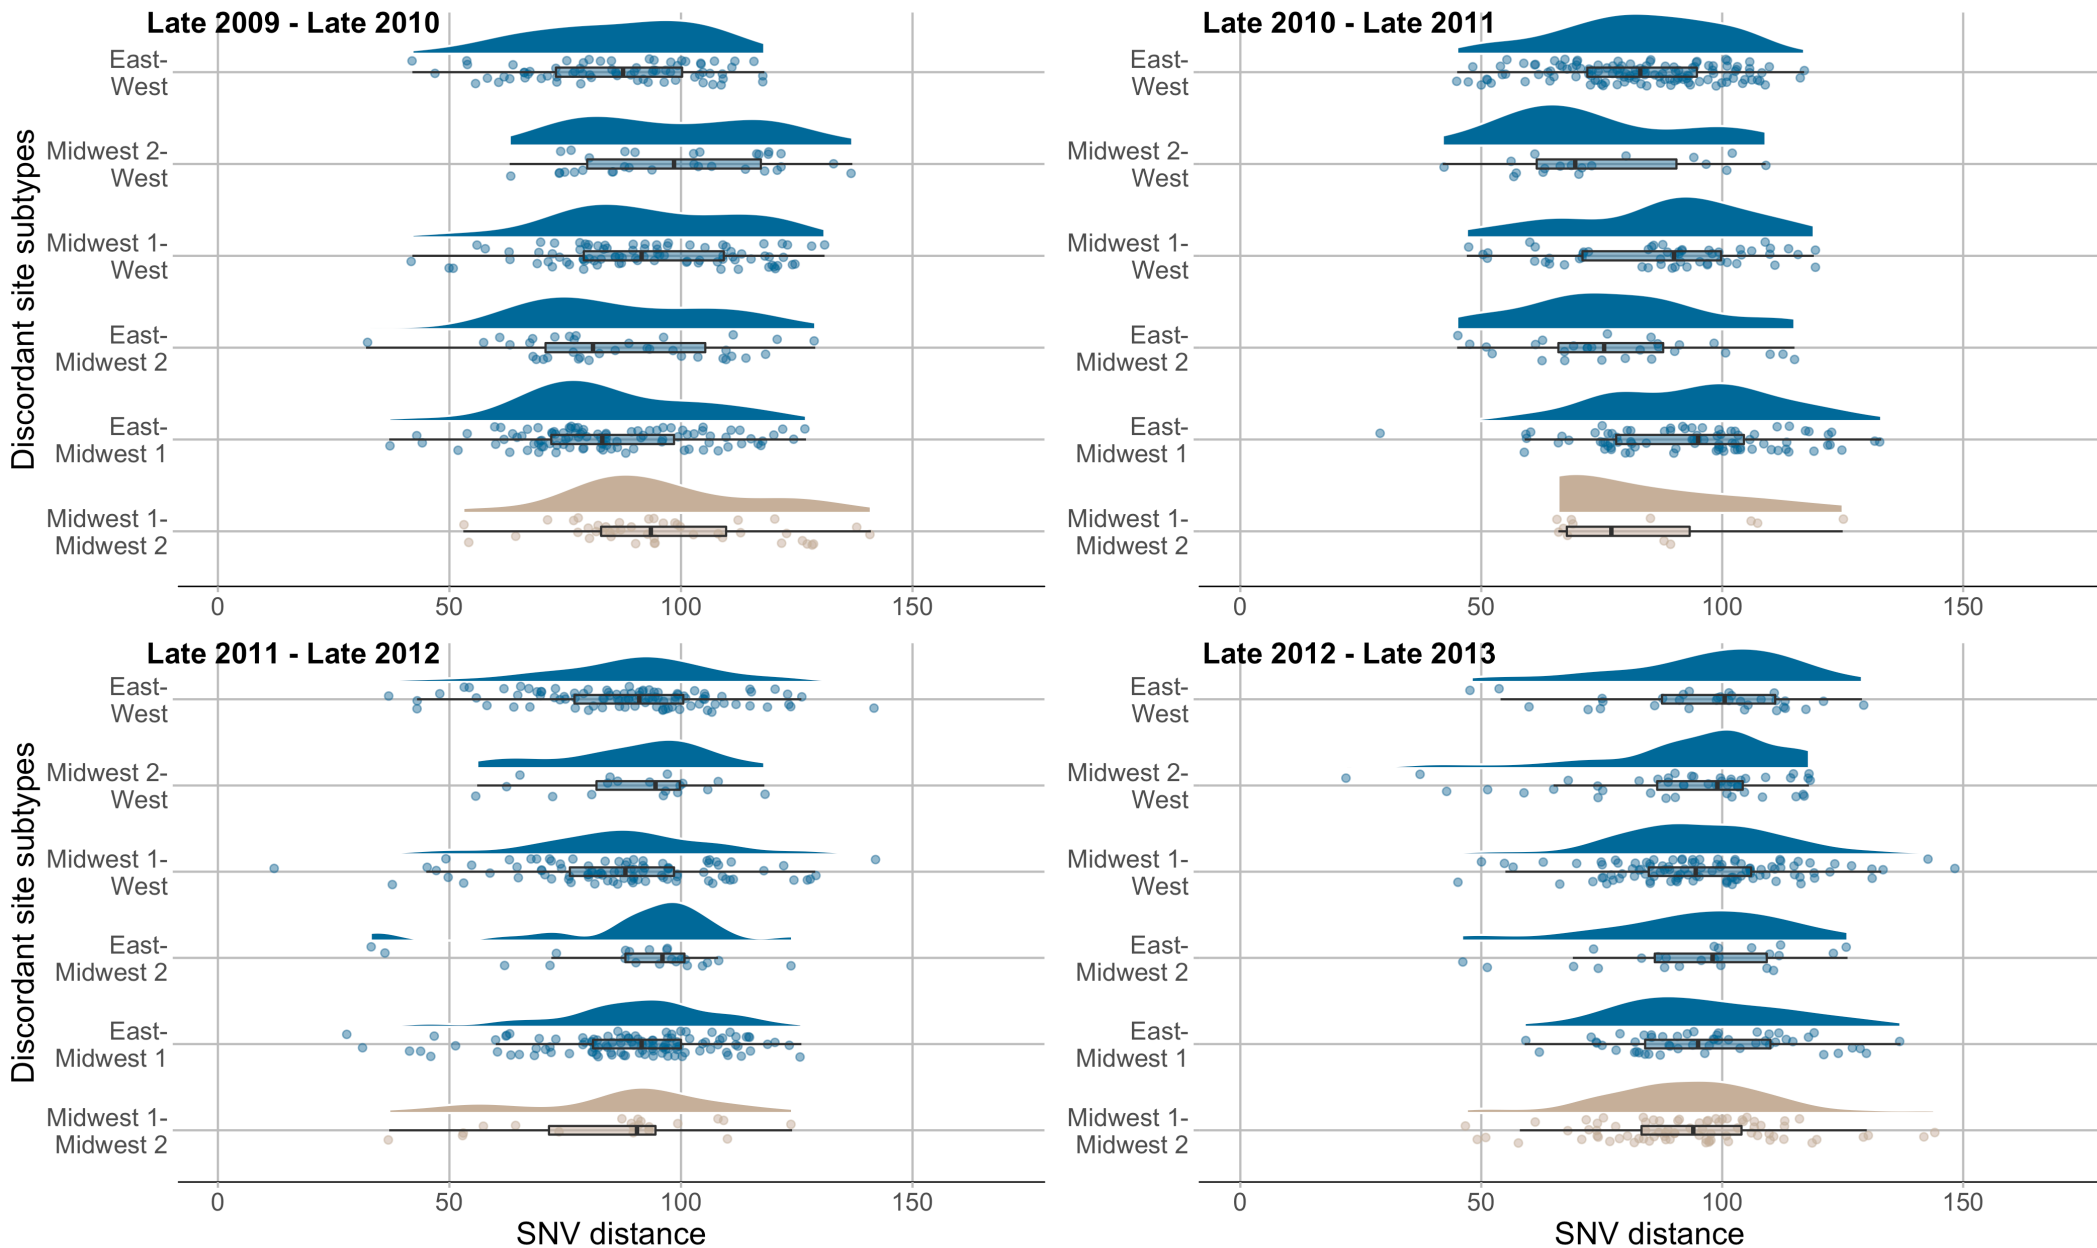 Late 2009 - Late 2010
Discordant site subtypes
East-
West
Midwest 2-
West
Midwest 1-
West
East-
Midwest 2
East-
Midwest 1
Midwest 1-
Midwest 2
0 50 100 150
Late 2010 - Late 2011
East-
West
Midwest 2-
West
Midwest 1-
West
East-
Midwest 2
East-
Midwest 1
Midwest 1-
Midwest 2
0 50 100 150
Late 2011 - Late 2012
Discordant site subtypes
East-
West
Midwest 2-
West
Midwest 1-
West
East-
Midwest 2
East-
Midwest 1
Midwest 1-
Midwest 2
0 50 100 150
SNV distance
Late 2012 - Late 2013
East-
West
Midwest 2-
West
Midwest 1-
West
East-
Midwest 2
East-
Midwest 1
Midwest 1-
Midwest 2
0 50 100 150
SNV distance